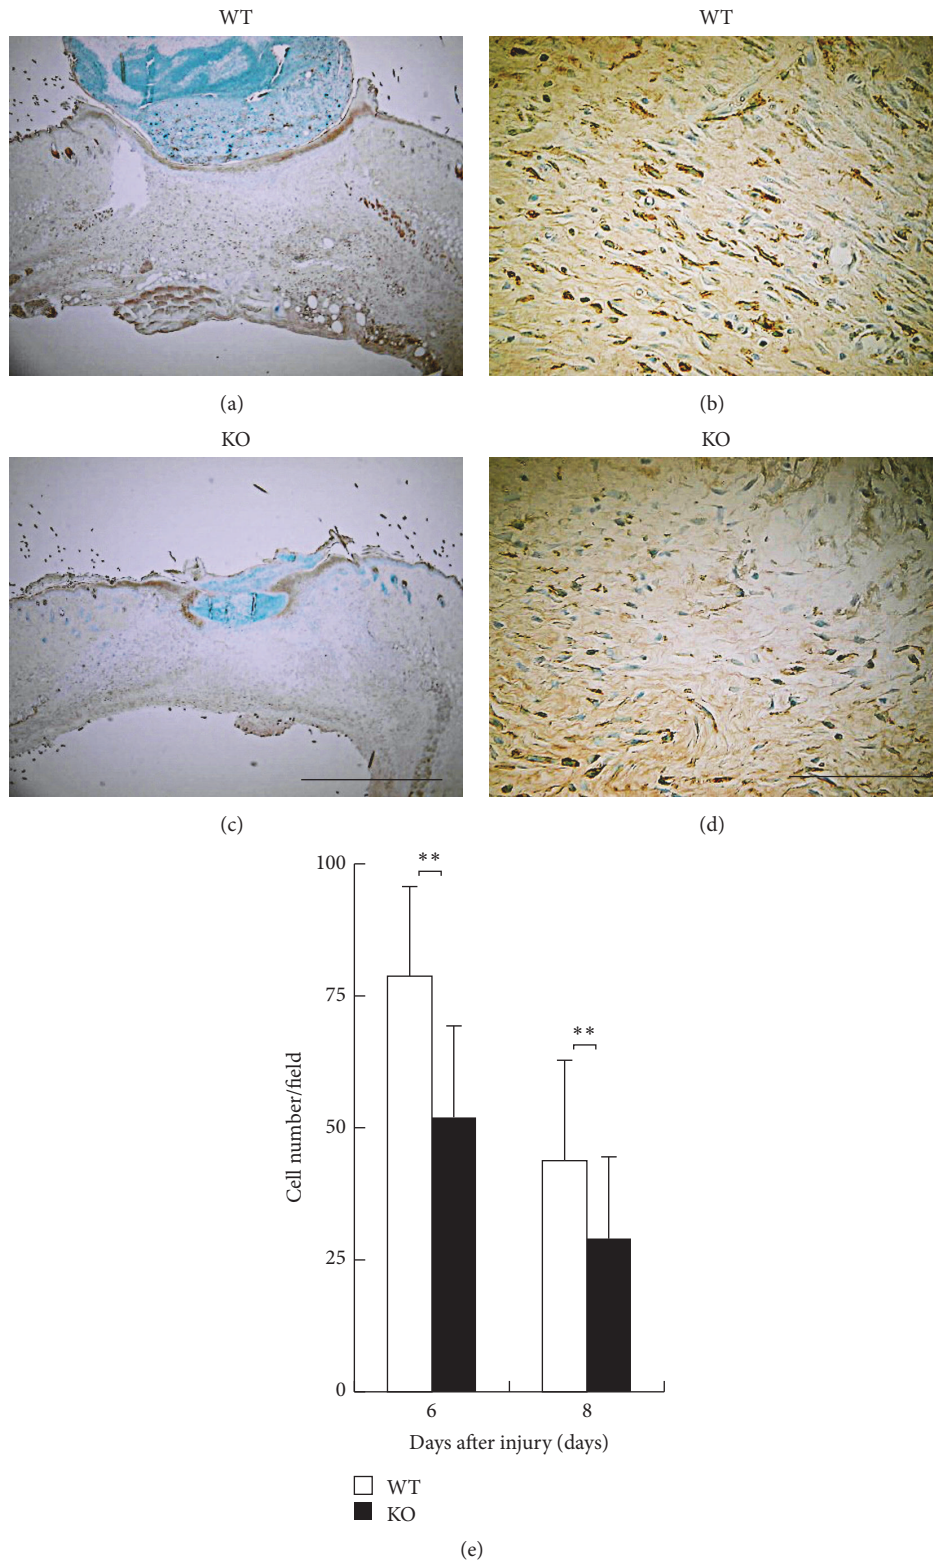 WT
WT
(a)
(b)
KO
KO
(c)
(d)
100
**
75
**
50
25
0
Cell number/field
6
8
Days after injury (days)
WT
KO
(e)